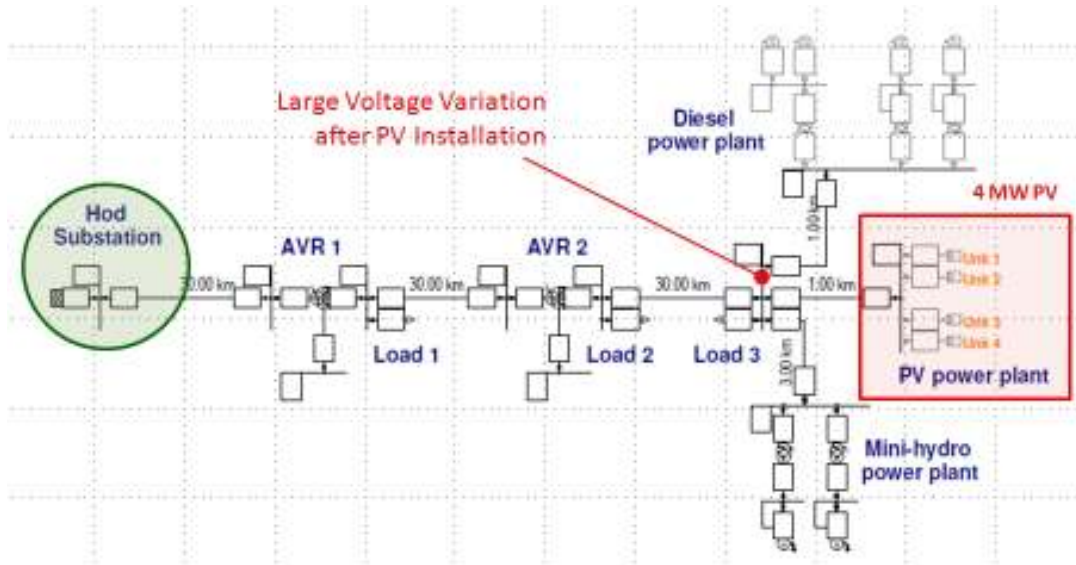 Large Voltage Variation
after PV Installation
Diesel
power plant
4 MW PV
Hod
Substation
AVR 1
AVR 2
1.00 km
Unit 1
Unit 2
30.00 km
30.00 km
30.00 km
1.00 km
Unit 3
Unit 4
Load 1
Load 2
Load 3
3.00 km
PV power plant
Mini-hydro
power plant